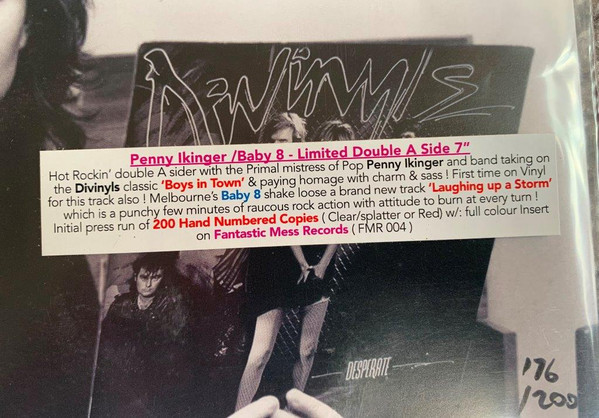 Divinyls
Penny Ikinger /Baby 8 - Limited Double A Side 7"
Hot Rockin' double A sider with the Primal mistress of Pop Penny Ikinger and band taking on
the Divinyls classic 'Boys in Town' & paying homage with charm & sass ! First time on Vinyl
for this track also ! Melbourne's Baby 8 shake loose a brand new track 'Laughing up a Storm'
which is a punchy few minutes of raucous rock action with attitude to burn at every turn !
Initial press run of 200 Hand Numbered Copies ( Clear/splatter or Red) w/: full colour Insert
on Fantastic Mess Records ( FMR 004 )
DESPERATE
176
/200